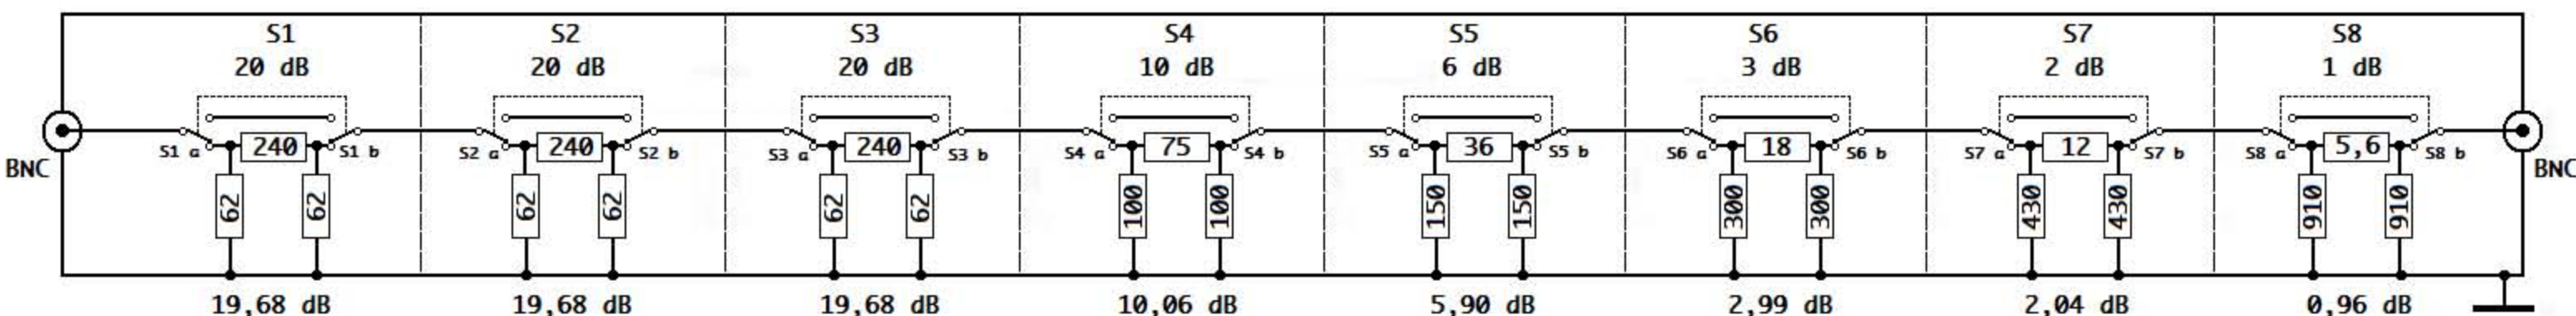 S1 S2 S3 S4 S5 S6 S7 S8
20 dB 20 dB 20 dB 10 dB 6 dB 3 dB 2 dB 1 dB
S1 a 240 S1 b S2 a 240 S2 b S3 a 240 S3 b S4 a 75 S4 b S5 a 36 S5 b S6 a 18 S6 b S7 a 12 S7 b S8 a 5,6 S8 b
BNC BNC
62 62 62 62 62 62 100 100 150 150 300 300 430 430 910 910
19,68 dB 19,68 dB 19,68 dB 10,06 dB 5,90 dB 2,99 dB 2,04 dB 0,96 dB